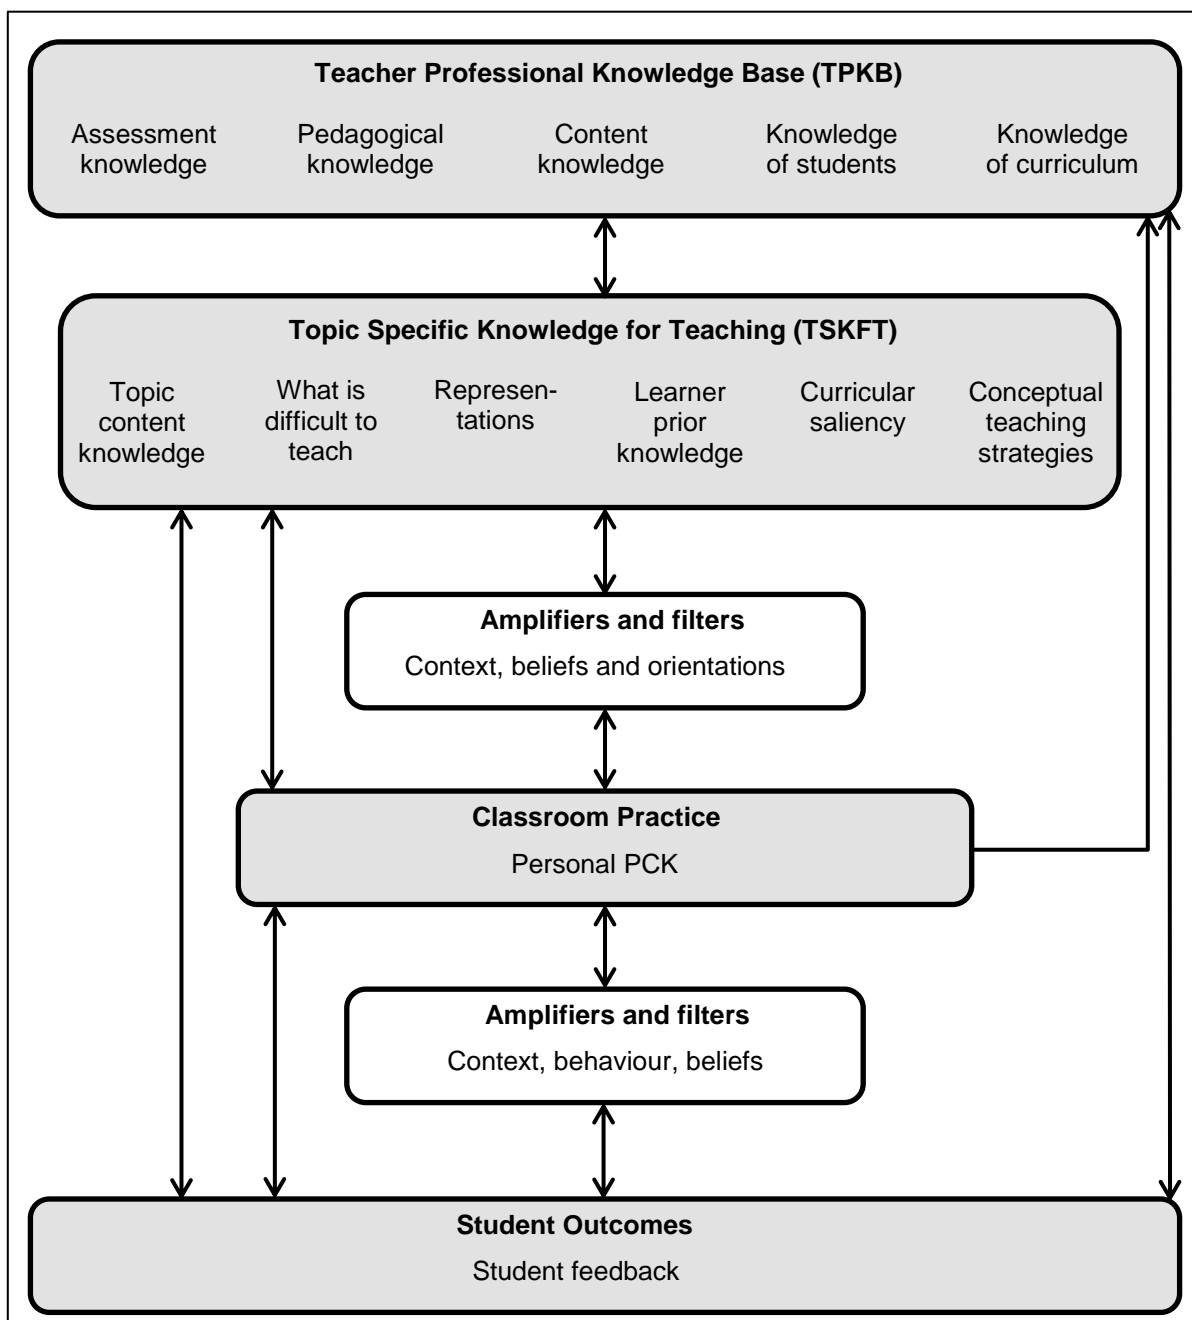 Teacher Professional Knowledge Base (TPKB)
Assessment
knowledge
Pedagogical
knowledge
Content
knowledge
Knowledge
of students
Knowledge
of curriculum
Topic Specific Knowledge for Teaching (TSKFT)
Topic
content
knowledge
What is
difficult to
teach
Represen-
tations
Learner
prior
knowledge
Curricular
saliency
Conceptual
teaching
strategies
Amplifiers and filters
Context, beliefs and orientations
Classroom Practice
Personal PCK
Amplifiers and filters
Context, behaviour, beliefs
Student Outcomes
Student feedback